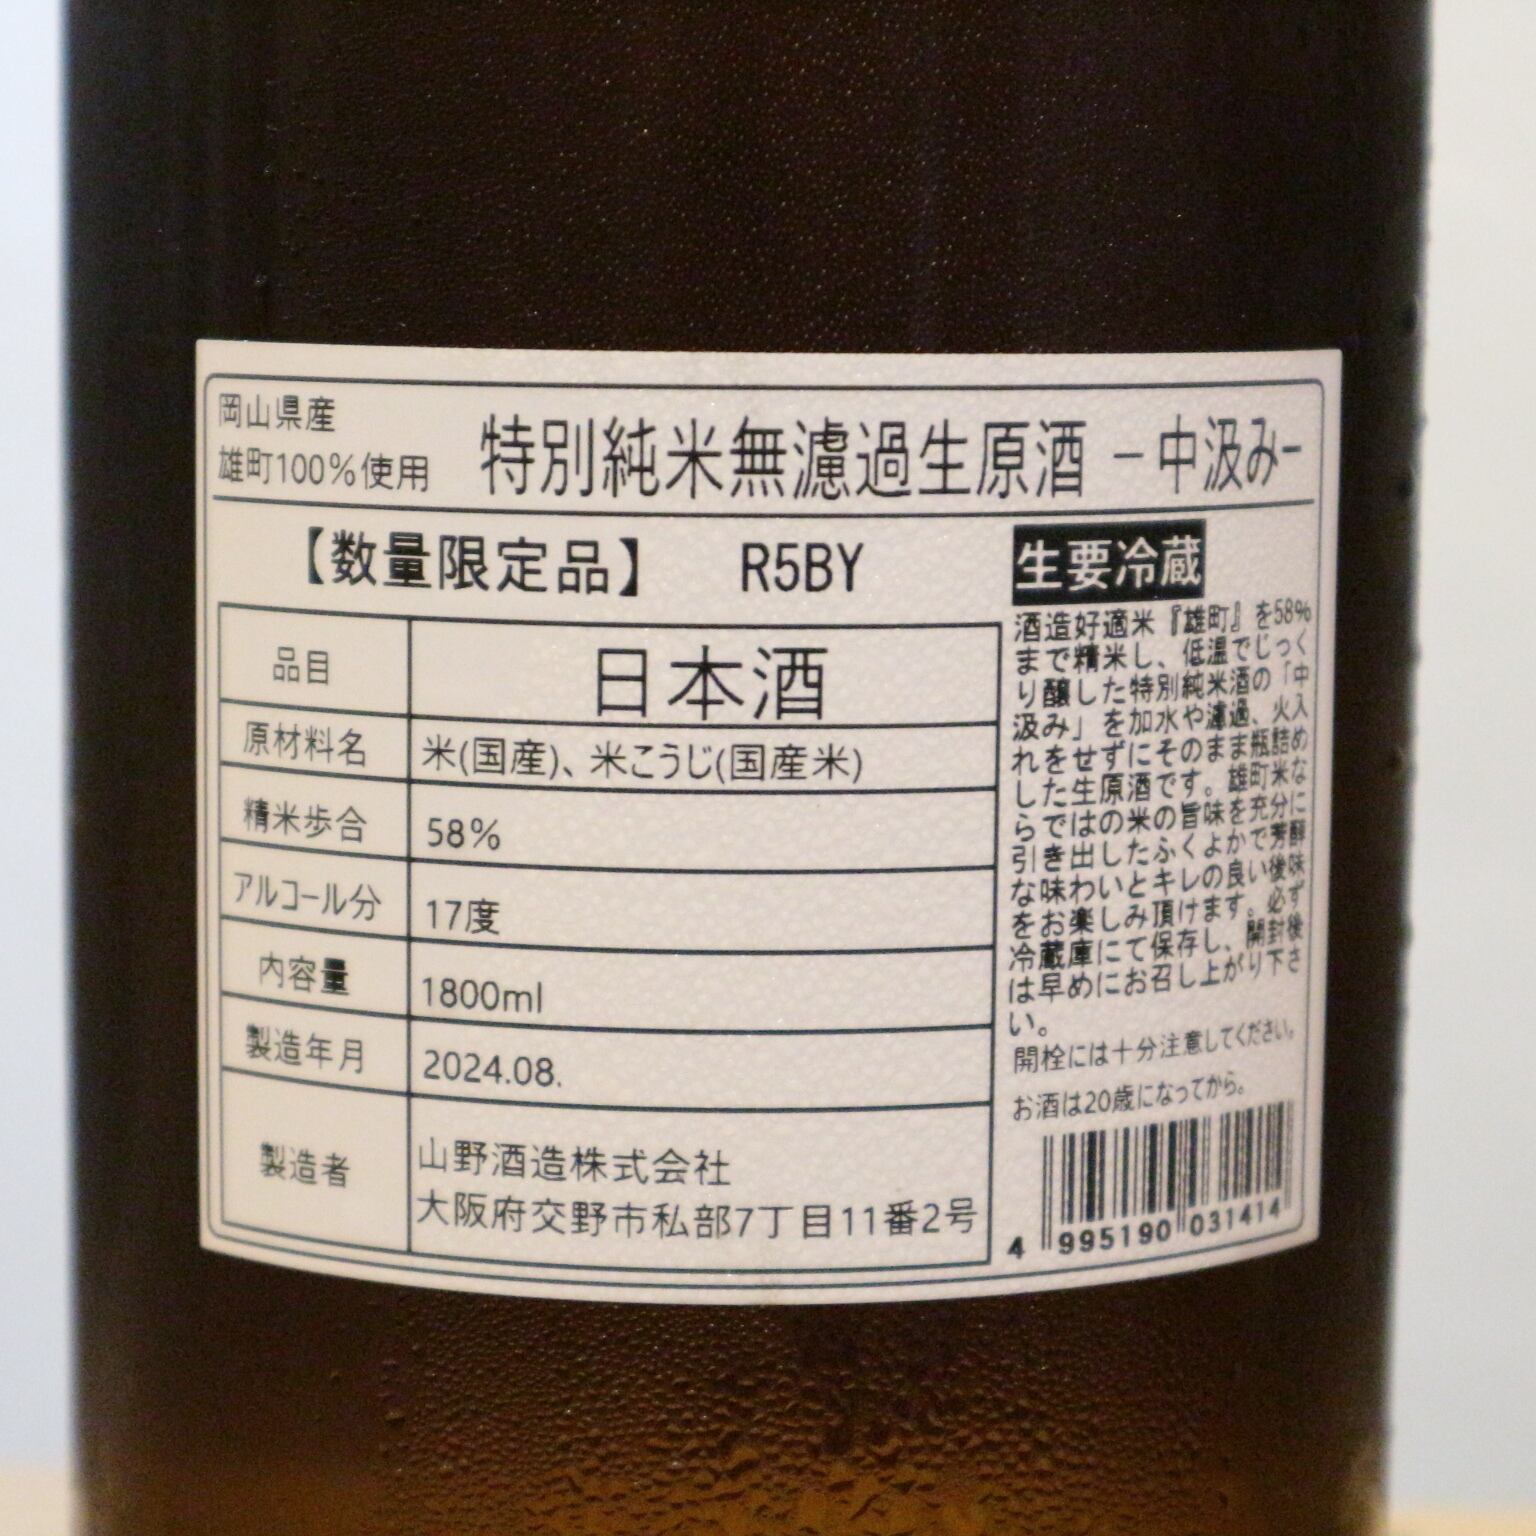 岡山県産
雄町100%使用
特別純米無濾過生原酒 −中汲み−
【数量限定品】 R5BY
品目 日本酒
原材料名 米(国産)、米こうじ(国産米)
精米歩合 58%
アルコール分 17度
内容量 1800ml
製造年月 2024.08.
製造者 山野酒造株式会社
大阪府交野市私部7丁目11番2号
生要冷蔵
酒造好適米『雄町』を58%
まで精米し、低温でじっく
り醸した特別純米酒の「中
汲み」を加水や濾過、火入
れをせずにそのまま瓶詰め
した生原酒です。雄町米な
らではの米の旨味を充分に
引き出したふくよかで芳醇
な味わいとキレの良い後味
をお楽しみ頂けます。必ず
冷蔵庫にて保存し、開封後
は早めにお召し上がり下さ
い。
開栓には十分注意してください。
お酒は20歳になってから。
4 995190 031414